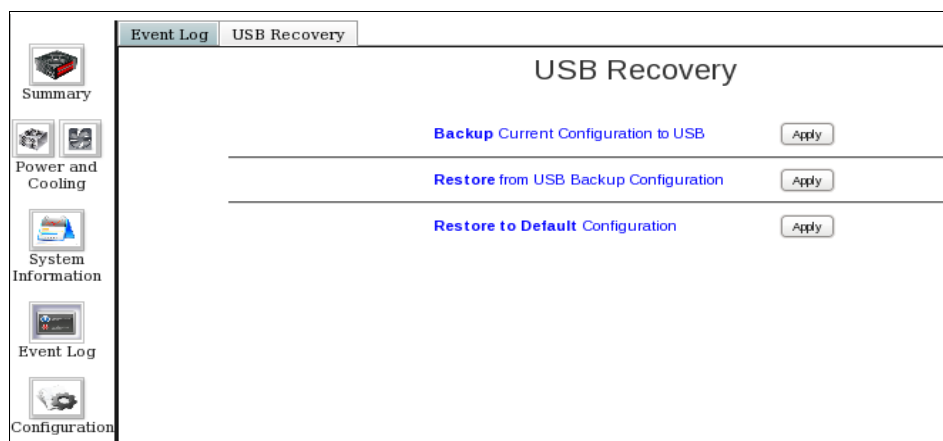 Event Log USB Recovery
USB Recovery
Summary
Power and
Cooling
System
Information
Event Log
Configuration
Backup Current Configuration to USB Apply
Restore from USB Backup Configuration Apply
Restore to Default Configuration Apply